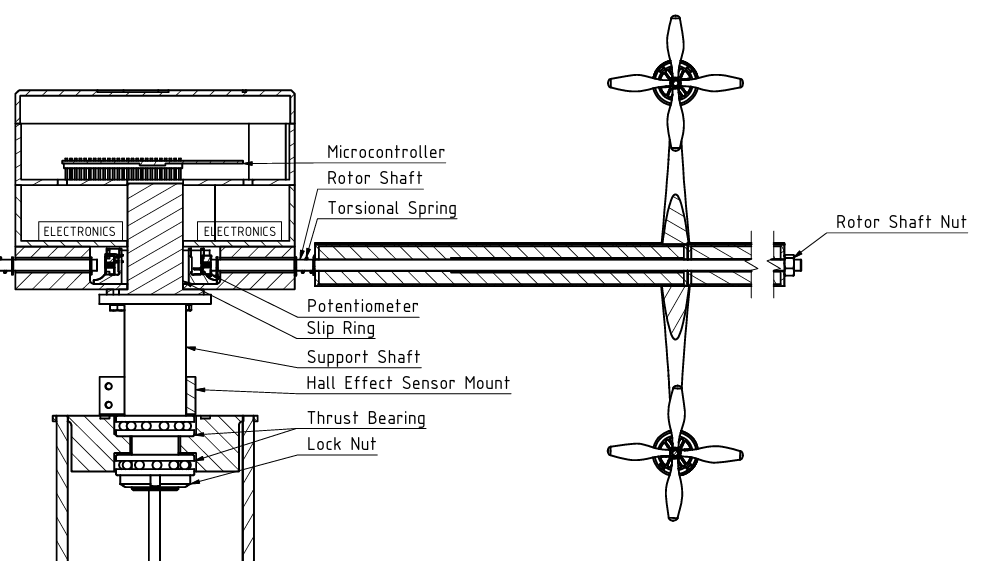 Microcontroller
Rotor Shaft
Torsional Spring
Rotor Shaft Nut
ELECTRONICS
ELECTRONICS
Potentiometer
Slip Ring
Support Shaft
Hall Effect Sensor Mount
Thrust Bearing
Lock Nut